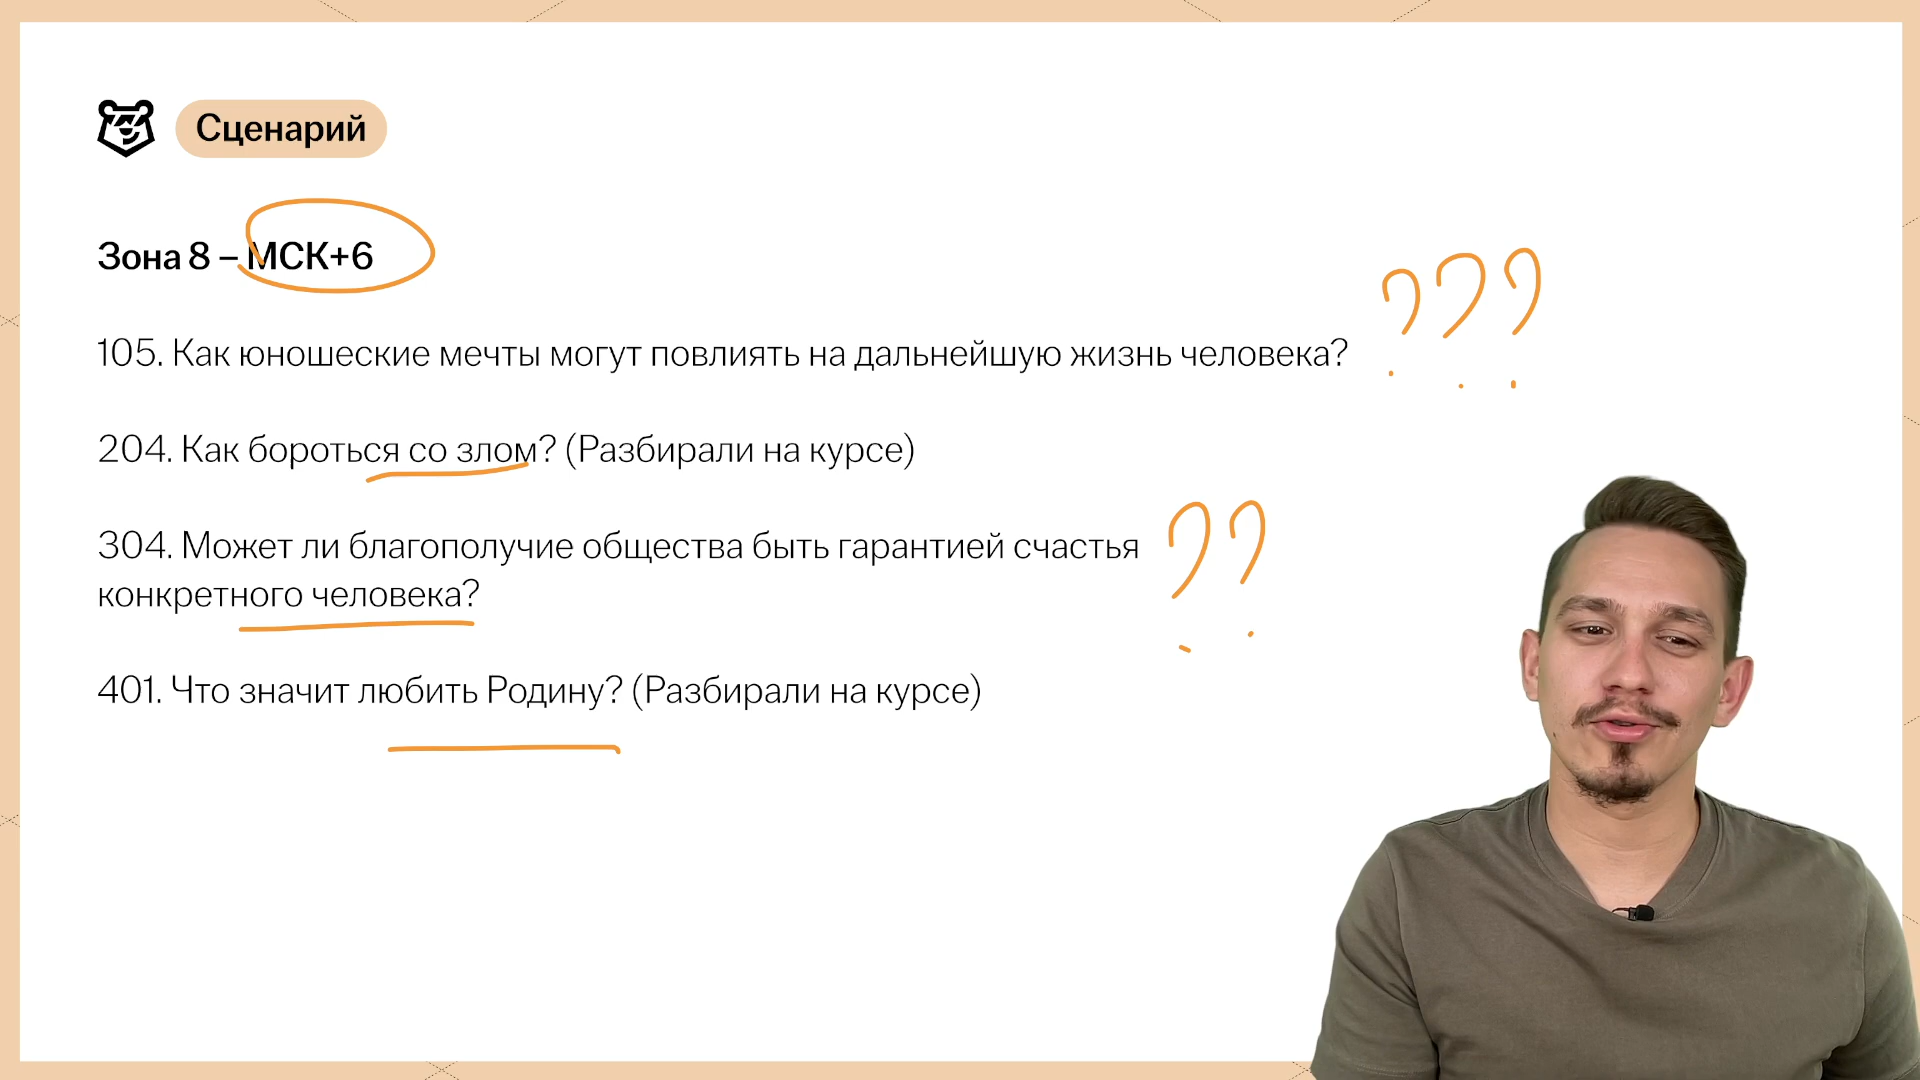 Сценарий
Зона 8 – МСК+6
105. Как юношеские мечты могут повлиять на дальнейшую жизнь человека?
???
204. Как бороться со злом? (Разбирали на курсе)
304. Может ли благополучие общества быть гарантией счастья
конкретного человека?
??
401. Что значит любить Родину? (Разбирали на курсе)